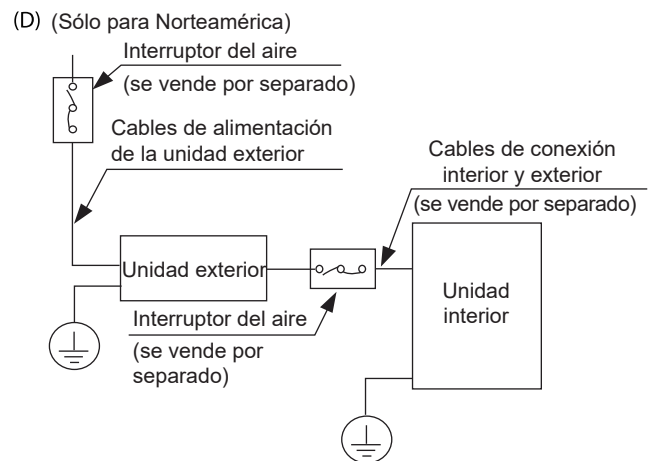 (D) (Sólo para Norteamérica)
Interruptor del aire
(se vende por separado)
Cables de alimentación
de la unidad exterior
Cables de conexión
interior y exterior
(se vende por separado)
Unidad exterior
Unidad
interior
Interruptor del aire
(se vende por
separado)